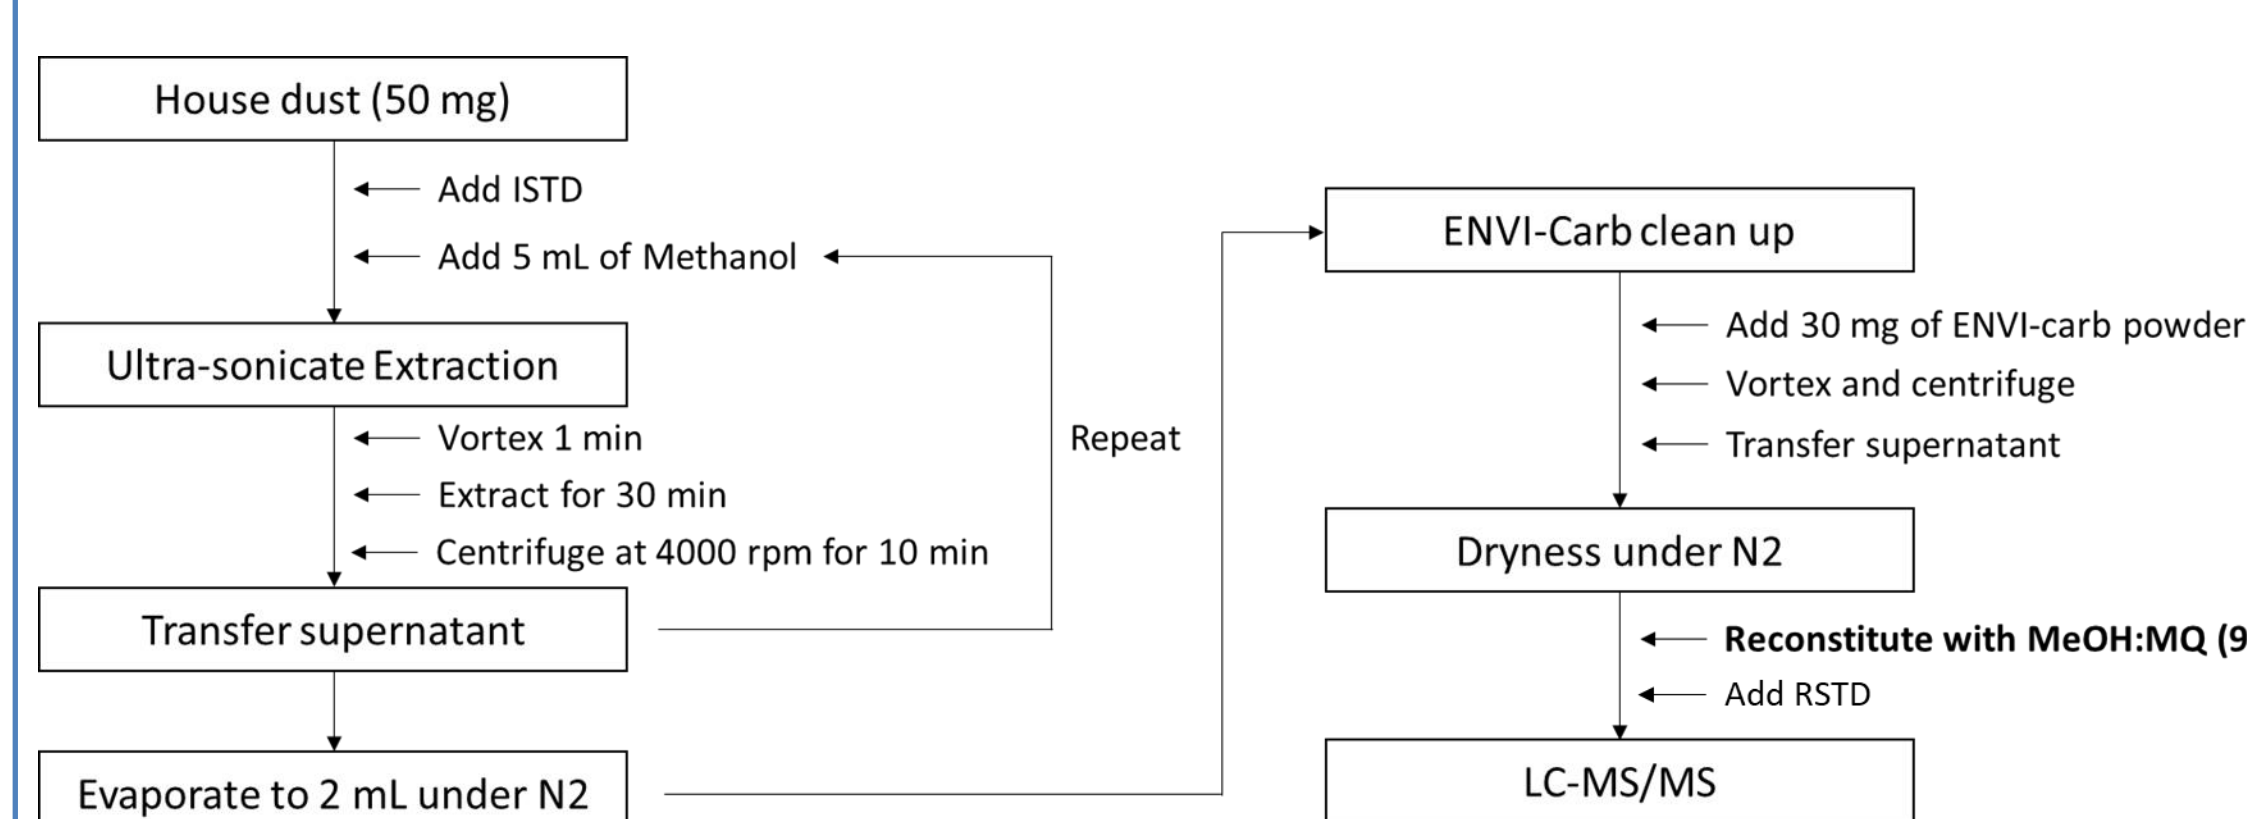 House dust (50 mg)
Add ISTD
Add 5 mL of Methanol
Ultra-sonicate Extraction
Vortex 1 min
Extract for 30 min
Centrifuge at 4000 rpm for 10 min
Repeat
Transfer supernatant
Evaporate to 2 mL under N2
ENVI-Carb clean up
Add 30 mg of ENVI-carb powder
Vortex and centrifuge
Transfer supernatant
Dryness under N2
Reconstitute with MeOH:MQ (9
Add RSTD
LC-MS/MS